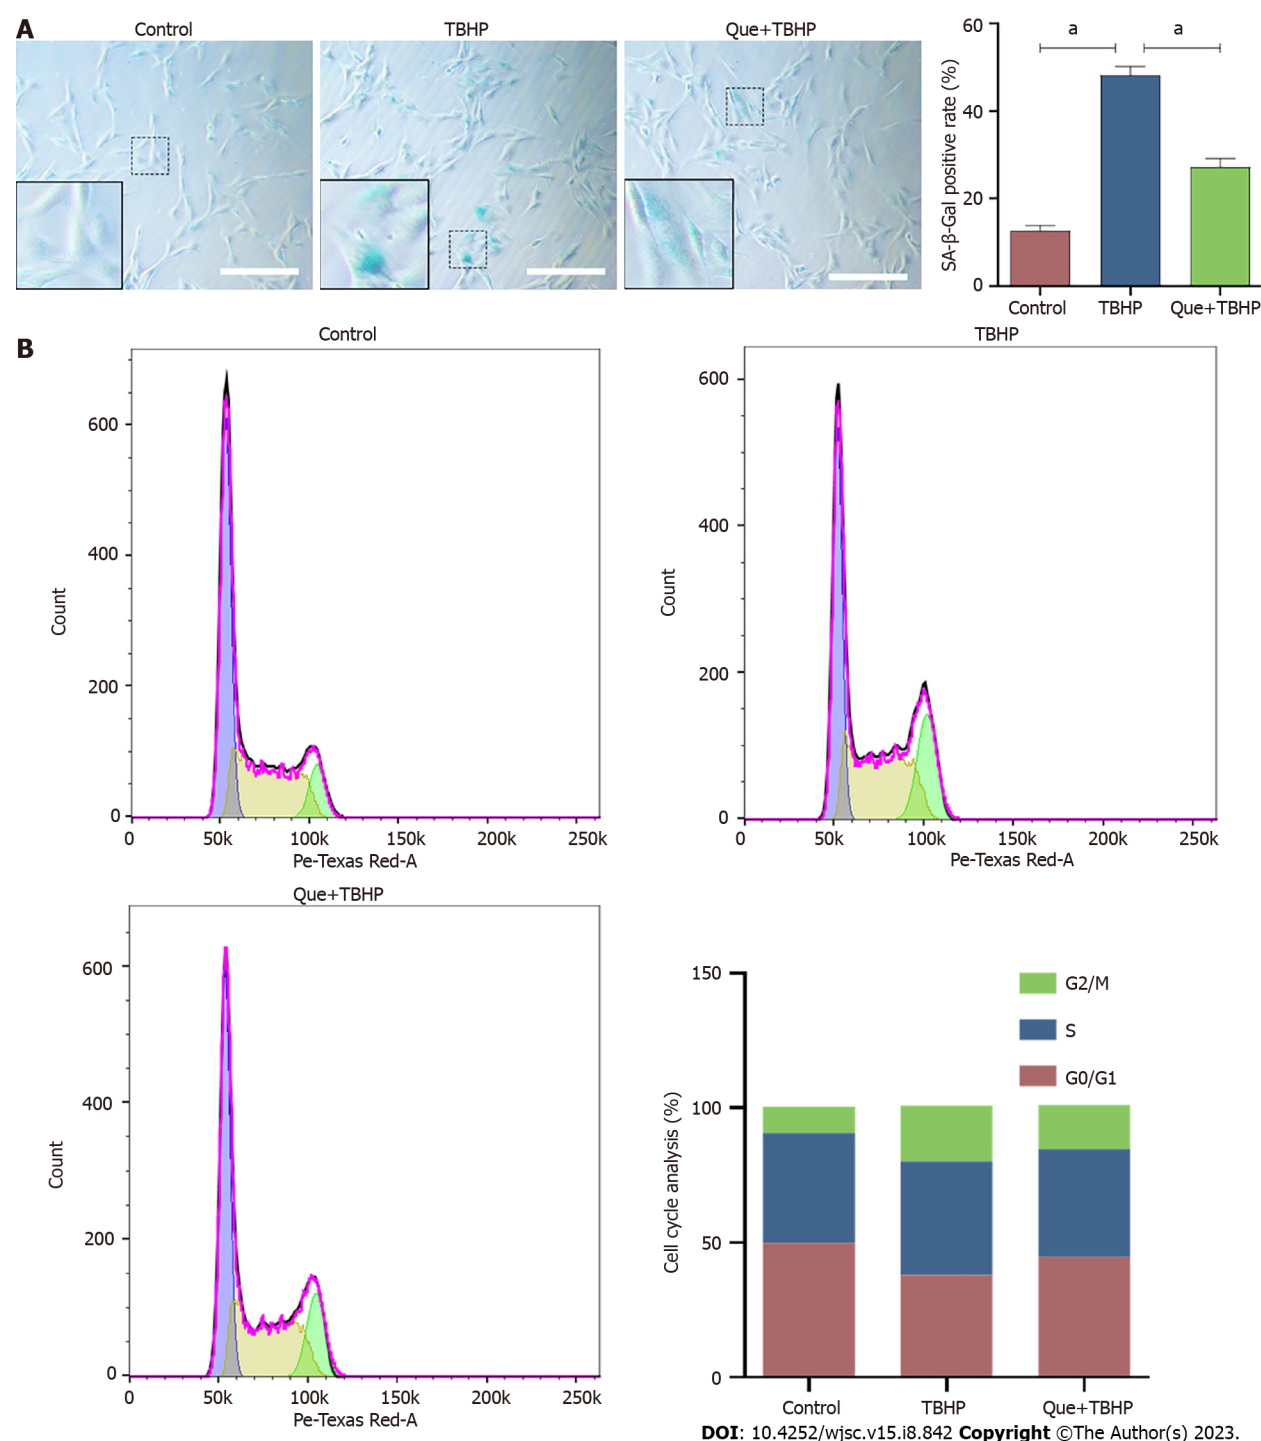 A
Control
TBHP
Que+TBHP
SA-β-Gal positive rate (%)
60
40
20
0
a
a
Control
TBHP
Que+TBHP
B
Control
Count
600
400
200
0
0
50k
100k
150k
200k
250k
Pe-Texas Red-A
TBHP
Count
600
400
200
0
0
50k
100k
150k
200k
250k
Pe-Texas Red-A
Que+TBHP
Count
600
400
200
0
0
50k
100k
150k
200k
250k
Pe-Texas Red-A
Cell cycle analysis (%)
150
100
50
0
G2/M
S
G0/G1
Control
TBHP
Que+TBHP
DOI: 10.4252/wjsc.v15.i8.842 Copyright ©The Author(s) 2023.